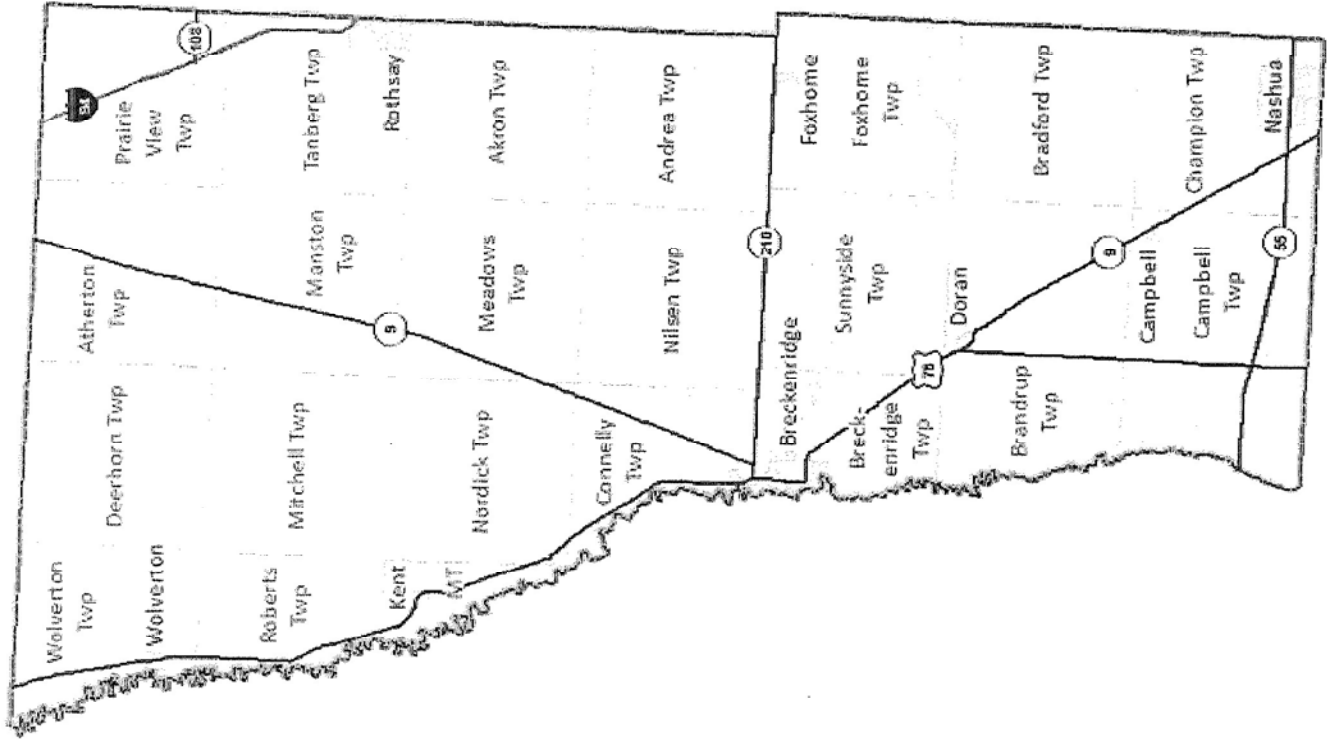 Wolverton
Twp
Deerhorn Twp
Atherton
Twp
Prairie
View
Twp
108
Wolverton
Roberts
Twp
Mitchell Twp
Manston
Twp
Tanberg Twp
Kent
9
Rothsay
MT
Nordick Twp
Meadows
Twp
Akron Twp
Connelly
Twp
Nilsen Twp
Andrea Twp
210
Breckenridge
Foxhome
Breck-
enridge
Twp
Sunnyside
Twp
Foxhome
Twp
75
Doran
Brandrup
Twp
Bradford Twp
9
Campbell
Campbell
Twp
Champion Twp
Nashua
55